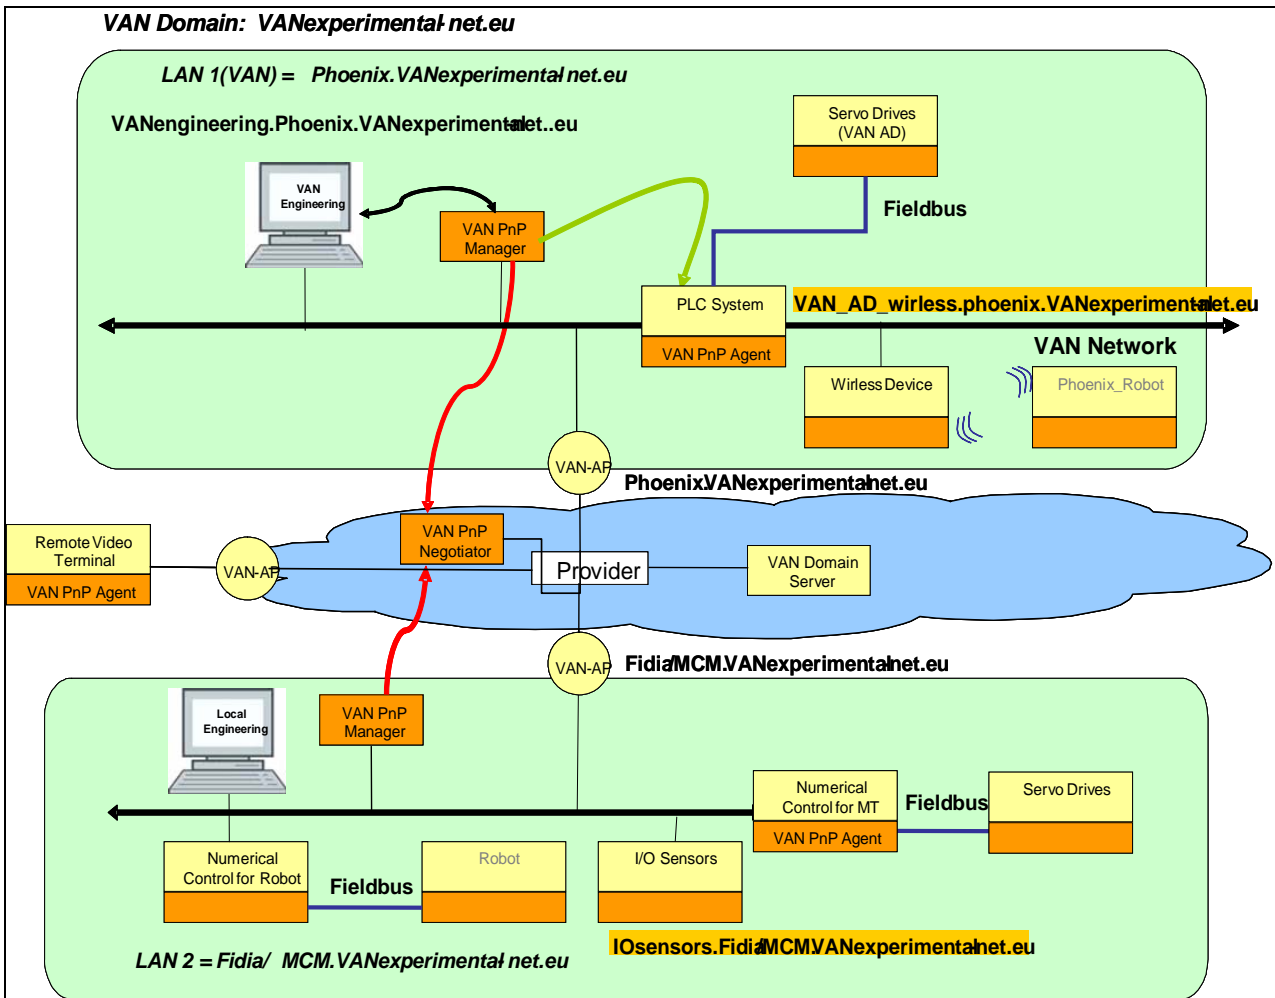 VAN Domain: VANexperimental-net.eu
LAN 1(VAN) = Phoenix.VANexperimental-net.eu
VANengineering.Phoenix.VANexperimental-net..eu
Servo Drives
(VAN AD)
VAN
Engineering
VAN PnP
Manager
Fieldbus
PLC System
VAN PnP Agent
VAN_AD_wirless.phoenix.VANexperimental-net.eu
VAN Network
Wirless Device
Phoenix_Robot
VAN-AP
Phoenix.VANexperimental-net.eu
Remote Video
Terminal
VAN PnP Agent
VAN-AP
VAN PnP
Negotiator
Provider
VAN Domain
Server
VAN-AP
Fidia/MCM.VANexperimental-net.eu
Local
Engineering
VAN PnP
Manager
Numerical
Control for MT
VAN PnP Agent
Fieldbus
Servo Drives
Numerical
Control for Robot
Fieldbus
Robot
I/O Sensors
IOsensors.Fidia/MCM.VANexperimental-net.eu
LAN 2 = Fidia/ MCM.VANexperimental-net.eu